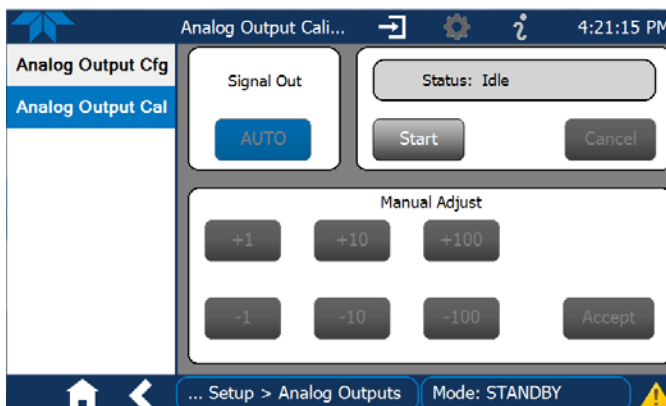 Analog Output Cali...
4:21:15 PM
Analog Output Cfg
Analog Output Cal
Signal Out
AUTO
Status: Idle
Start
Cancel
Manual Adjust
+1
+10
+100
-1
-10
-100
Accept
... Setup > Analog Outputs
Mode: STANDBY